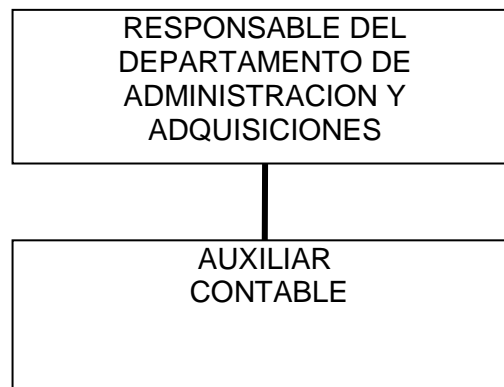 RESPONSABLE DEL
DEPARTAMENTO DE
ADMINISTRACION Y
ADQUISICIONES
AUXILIAR
CONTABLE